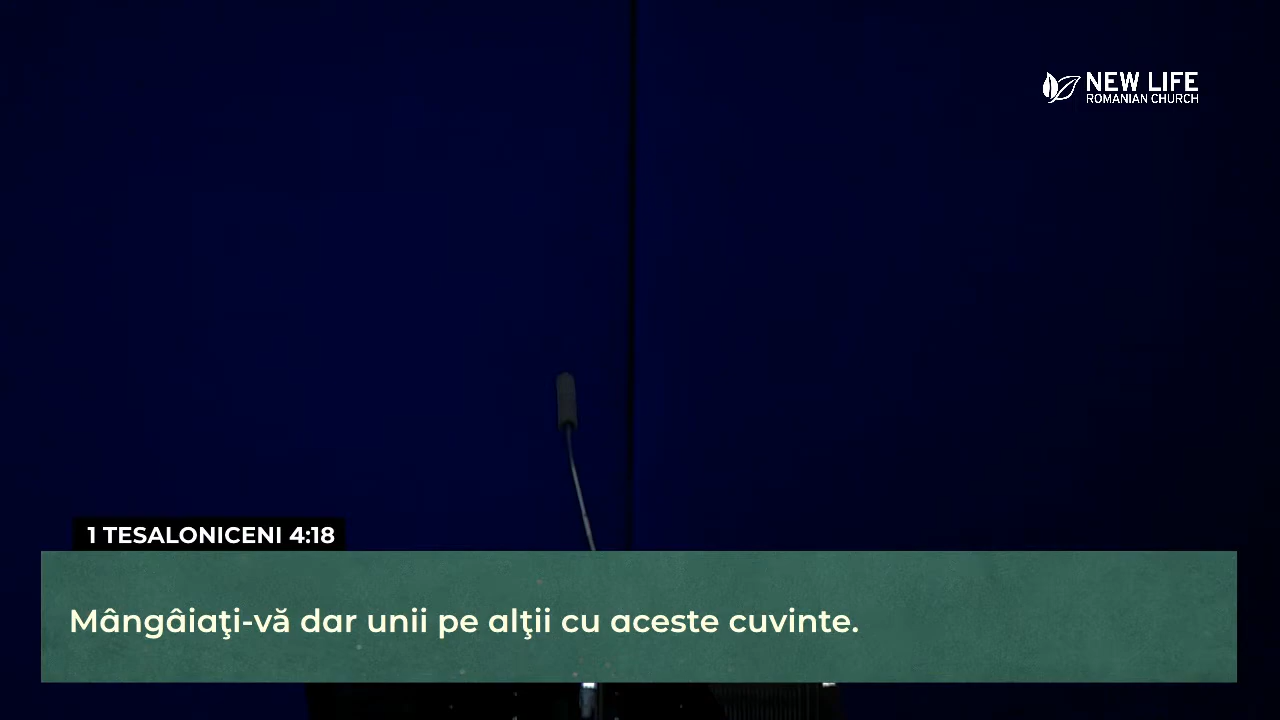 NEW LIFE
ROMANIAN CHURCH
1 TESALONICENI 4:18
Mângâiaţi-vă dar unii pe alţii cu aceste cuvinte.